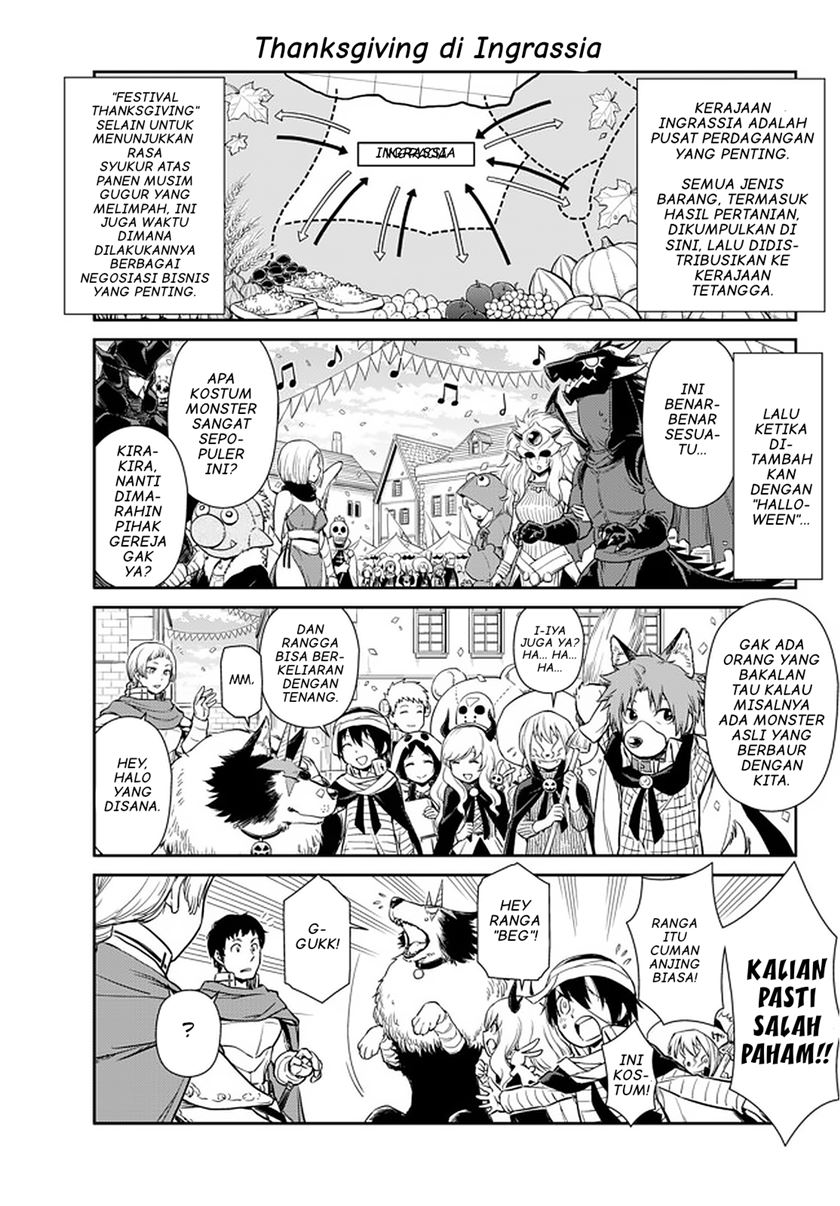 Thanksgiving di Ingrassia
KERAJAAN
INGRASSIA ADALAH
PUSAT PERDAGANGAN
YANG PENTING.
SEMUA JENIS
BARANG, TERMASUK
HASIL PERTANIAN,
DIKUMPULKAN DI
SINI, LALU DIDIS-
TRIBUSIKAN KE
KERAJAAN
TETANGGA.
INGRASSIA
"FESTIVAL
THANKSGIVING"
SELAIN UNTUK
MENUNJUKKAN
RASA
SYUKUR ATAS
PANEN MUSIM
GUGUR YANG
MELIMPAH, INI
JUGA WAKTU
DIMANA
DILAKUKANNYA
BERBAGAI
NEGOSIASI BISNIS
YANG PENTING.
LALU
KETIKA
DI-
TAMBAH
KAN
DENGAN
"HALLO-
WEEN"...
INI
BENAR-
BENAR
SESUA-
TU...
APA
KOSTUM
MONSTER
SANGAT
SEPO-
PULER
INI?
KIRA-
KIRA,
NANTI
DIMA-
RAHIN
PIHAK
GEREJA
GAK
YA?
GAK ADA
ORANG YANG
BAKALAN
TAU KALAU
MISALNYA
ADA MONSTER
ASLI YANG
BERBAUR
DENGAN
KITA.
I-IYA
JUGA YA?
HA... HA...
HA...
DAN
RANGGA
BISA BER-
KELIARAN
DENGAN
TENANG.
MM,
HEY,
HALO
YANG
DISANA.
KALIAN
PASTI
SALAH
PAHAM!!
RANGA
ITU
CUMAN
ANJING
BIASA!
INI
KOS-
TUM!
HEY
RANGA
"BEG"!
G-
GUKK!
?